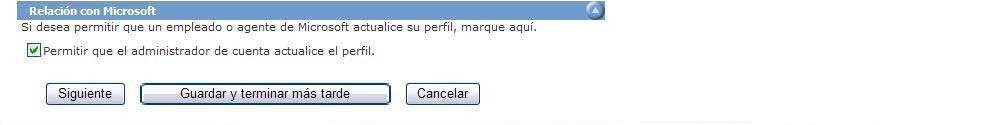 Relación con Microsoft
Si desea permitir que un empleado o agente de Microsoft actualice su perfil, marque aquí.
Permitir que el administrador de cuenta actualice el perfil.
Siguiente Guardar y terminar más tarde Cancelar